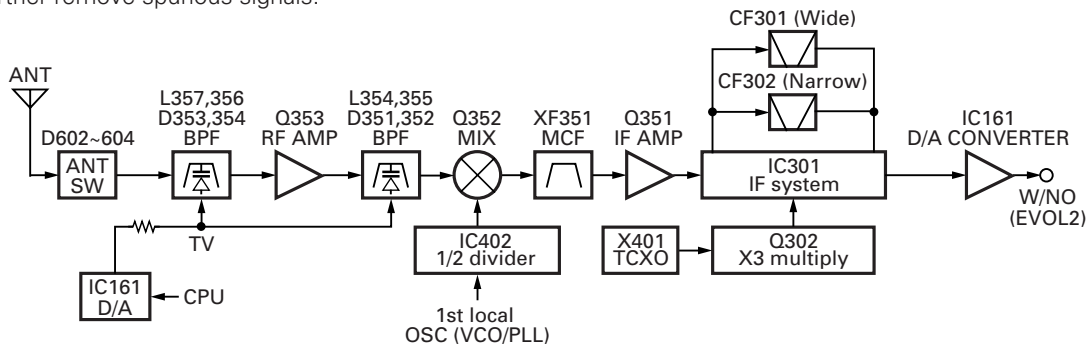 rther remove spurious signals.
CF301 (Wide)
CF302 (Narrow)
ANT
D602~604
ANT
SW
L357,356
D353,354
BPF
Q353
RF AMP
L354,355
D351,352
BPF
Q352
MIX
XF351
MCF
Q351
IF AMP
IC301
IF system
IC161
D/A CONVERTER
W/NO
(EVOL2)
TV
IC161
D/A
CPU
IC402
1/2 divider
1st local
OSC (VCO/PLL)
X401
TCXO
Q302
X3 multiply